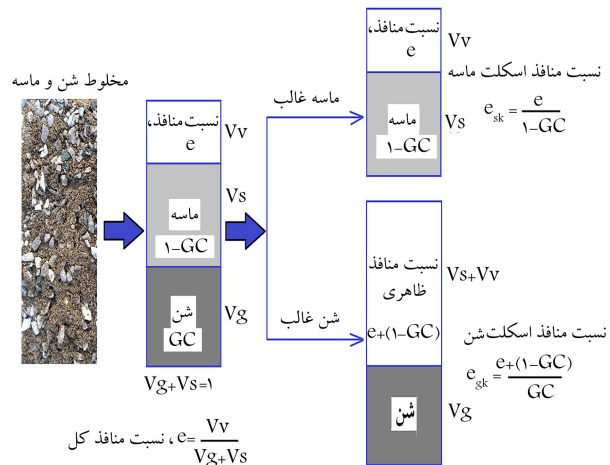 مخلوط شن و ماسه
نسبت منافذ،
e
Vv
ماسه
۱-GC
Vs
شن
GC
Vg
Vg+Vs=۱
نسبت منافذ کل ، e= Vv / Vg+Vs
ماسه غالب
نسبت منافذ،
e
Vv
ماسه
۱-GC
Vs
نسبت منافذ اسکلت ماسه
e_sk = e / ۱-GC
شن غالب
نسبت منافذ
ظاهری
e+(۱-GC)
Vs+Vv
شن
Vg
نسبت منافذ اسکلت شن
e_gk = e+(۱-GC) / GC